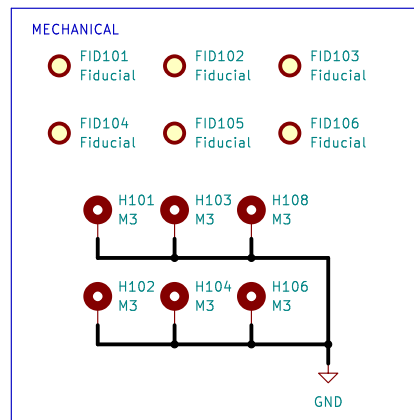 MECHANICAL
FID101
Fiducial
FID102
Fiducial
FID103
Fiducial
FID104
Fiducial
FID105
Fiducial
FID106
Fiducial
H101
M3
H103
M3
H108
M3
H102
M3
H104
M3
H106
M3
GND